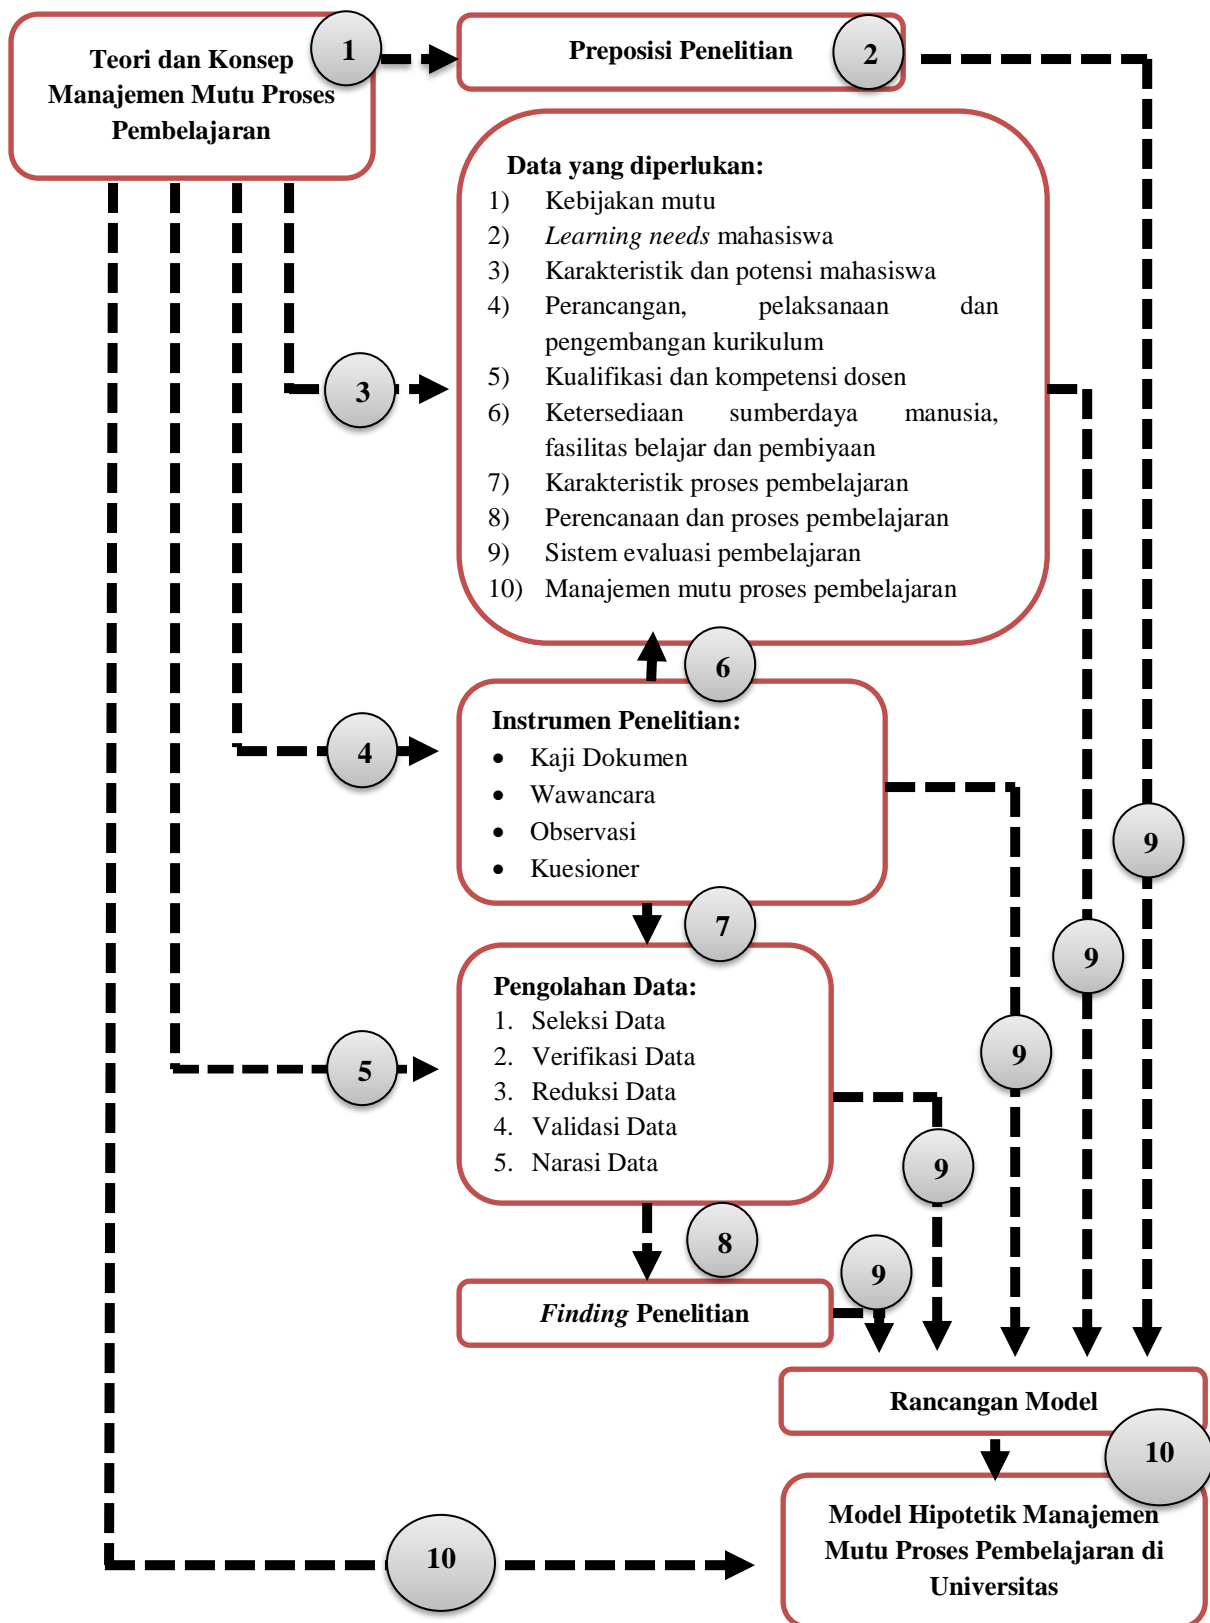 Teori dan Konsep
Manajemen Mutu Proses
Pembelajaran
1
Preposisi Penelitian
2
Data yang diperlukan:
1) Kebijakan mutu
2) Learning needs mahasiswa
3) Karakteristik dan potensi mahasiswa
4) Perancangan, pelaksanaan dan
pengembangan kurikulum
5) Kualifikasi dan kompetensi dosen
6) Ketersediaan sumberdaya manusia,
fasilitas belajar dan pembiyaan
7) Karakteristik proses pembelajaran
8) Perencanaan dan proses pembelajaran
9) Sistem evaluasi pembelajaran
10) Manajemen mutu proses pembelajaran
3
6
Instrumen Penelitian:
• Kaji Dokumen
• Wawancara
• Observasi
• Kuesioner
4
9
7
9
Pengolahan Data:
1. Seleksi Data
2. Verifikasi Data
3. Reduksi Data
4. Validasi Data
5. Narasi Data
5
9
9
8
9
Finding Penelitian
Rancangan Model
10
Model Hipotetik Manajemen
Mutu Proses Pembelajaran di
Universitas
10